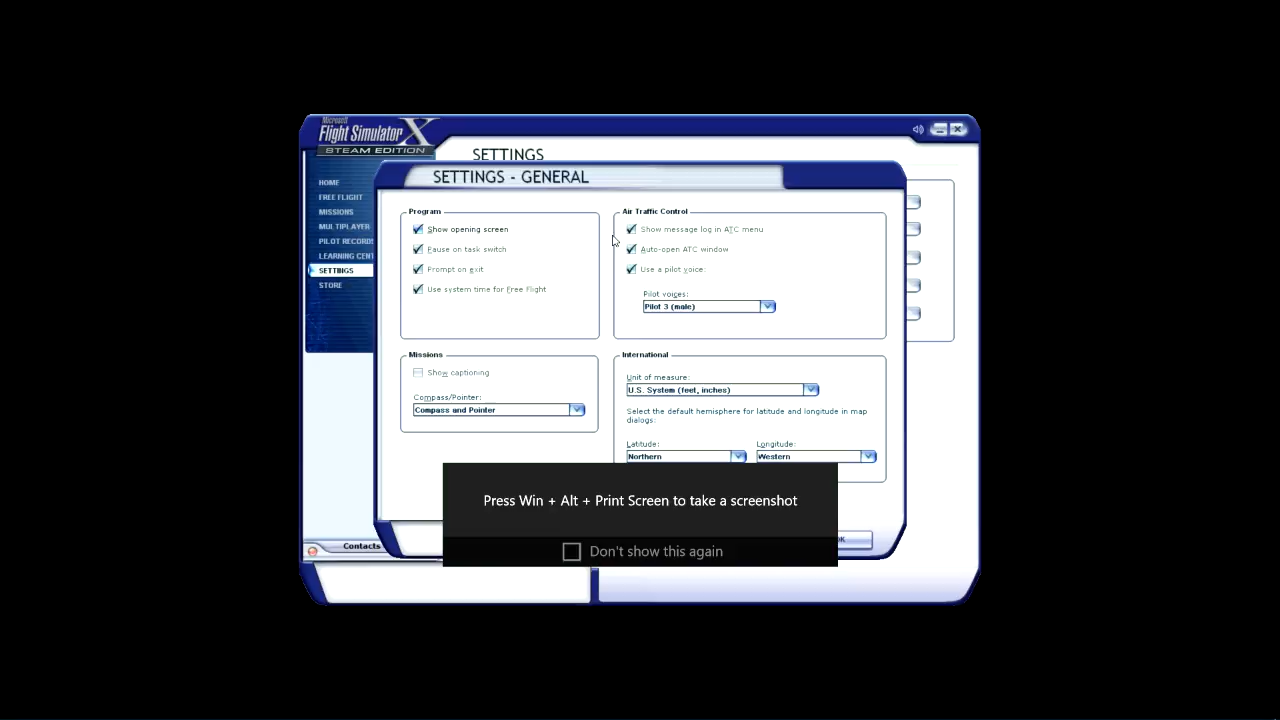 Microsoft
Flight Simulator X
STEAM EDITION
SETTINGS
SETTINGS - GENERAL
HOME
FREE FLIGHT
MISSIONS
MULTIPLAYER
PILOT RECORDS
LEARNING CENT
SETTINGS
STORE
Program
Show opening screen
Pause on task switch
Prompt on exit
Use system time for Free Flight
Air Traffic Control
Show message log in ATC menu
Auto-open ATC window
Use a pilot voice:
Pilot voices:
Pilot 3 (male)
Missions
Show captioning
Compass/Pointer:
Compass and Pointer
International
Unit of measure:
U.S. System (feet, inches)
Select the default hemisphere for latitude and longitude in map
dialogs:
Latitude: Longitude:
Northern Western
Press Win + Alt + Print Screen to take a screenshot
Don't show this again
OK
Contacts